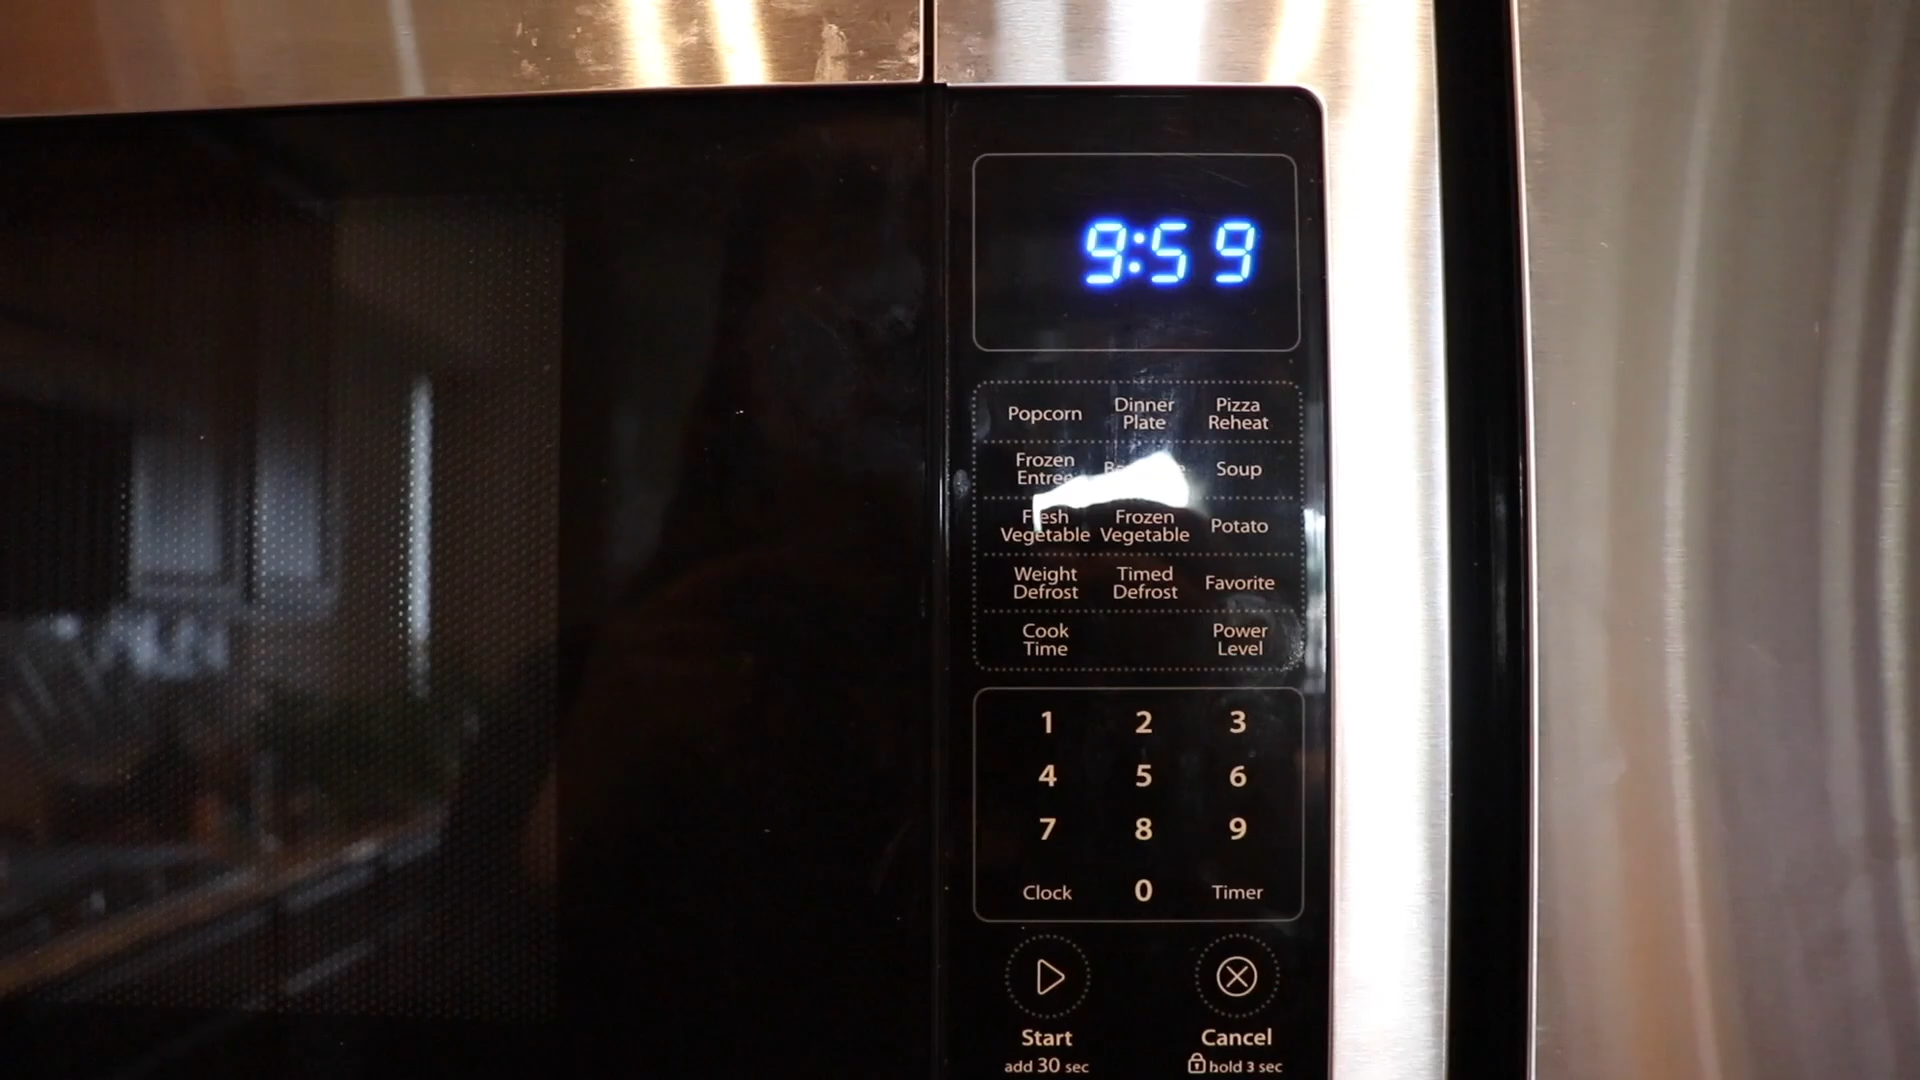 9:59
Popcorn Dinner Plate Pizza Reheat
Frozen Entree Soup
Fresh Vegetable Frozen Vegetable Potato
Weight Defrost Timed Defrost Favorite
Cook Time Power Level
1 2 3
4 5 6
7 8 9
Clock 0 Timer
Start Cancel
add 30 sec hold 3 sec